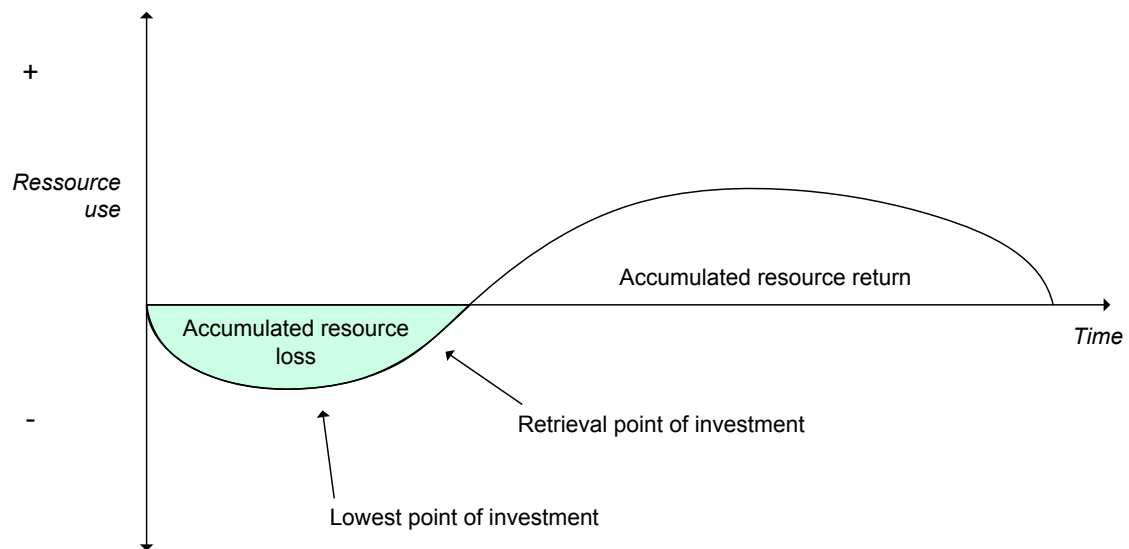 +
Ressource
use
Accumulated resource return
Accumulated resource
loss
Time
-
Retrieval point of investment
Lowest point of investment